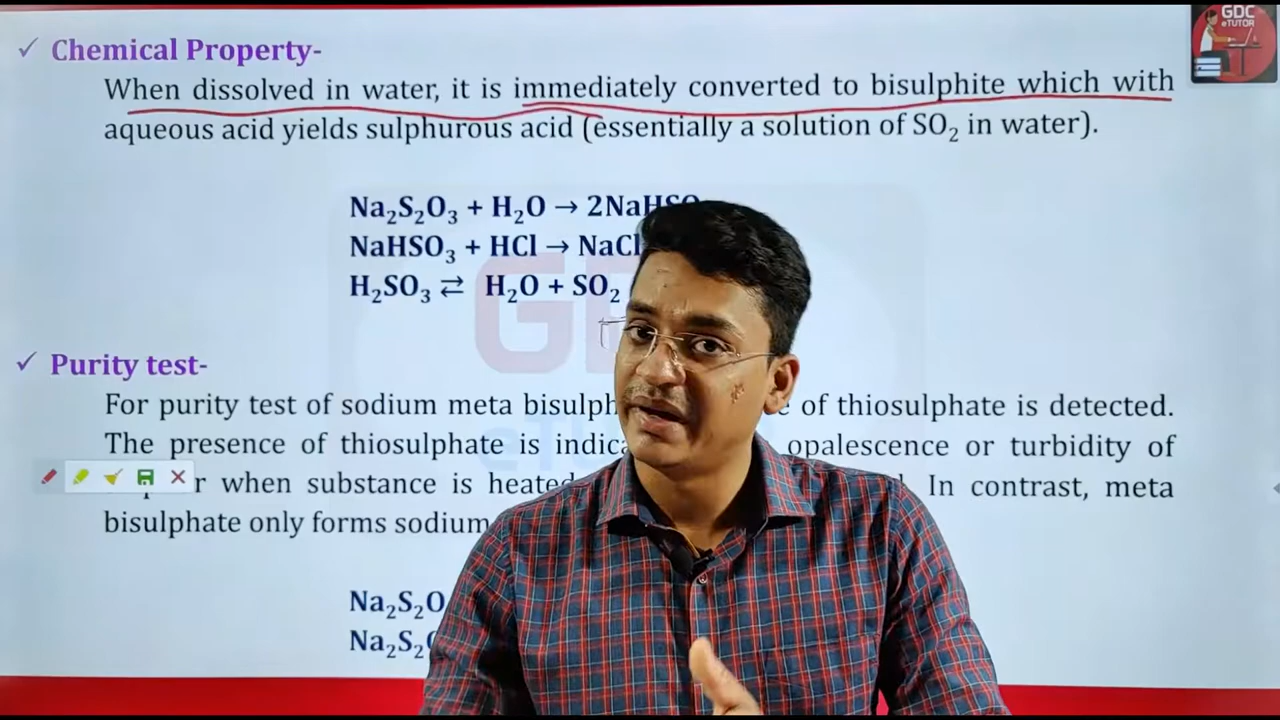 GDC
eTUTOR
✓ Chemical Property-
When dissolved in water, it is immediately converted to bisulphite which with
aqueous acid yields sulphurous acid (essentially a solution of SO₂ in water).
Na₂S₂O₃ + H₂O → 2NaHSO
NaHSO₃ + HCl → NaCl
H₂SO₃ ⇄ H₂O + SO₂
✓ Purity test-
For purity test of sodium meta bisulph e of thiosulphate is detected.
The presence of thiosulphate is indica opalescence or turbidity of
r when substance is heated In contrast, meta
bisulphate only forms sodium
Na₂S₂O
Na₂S₂O